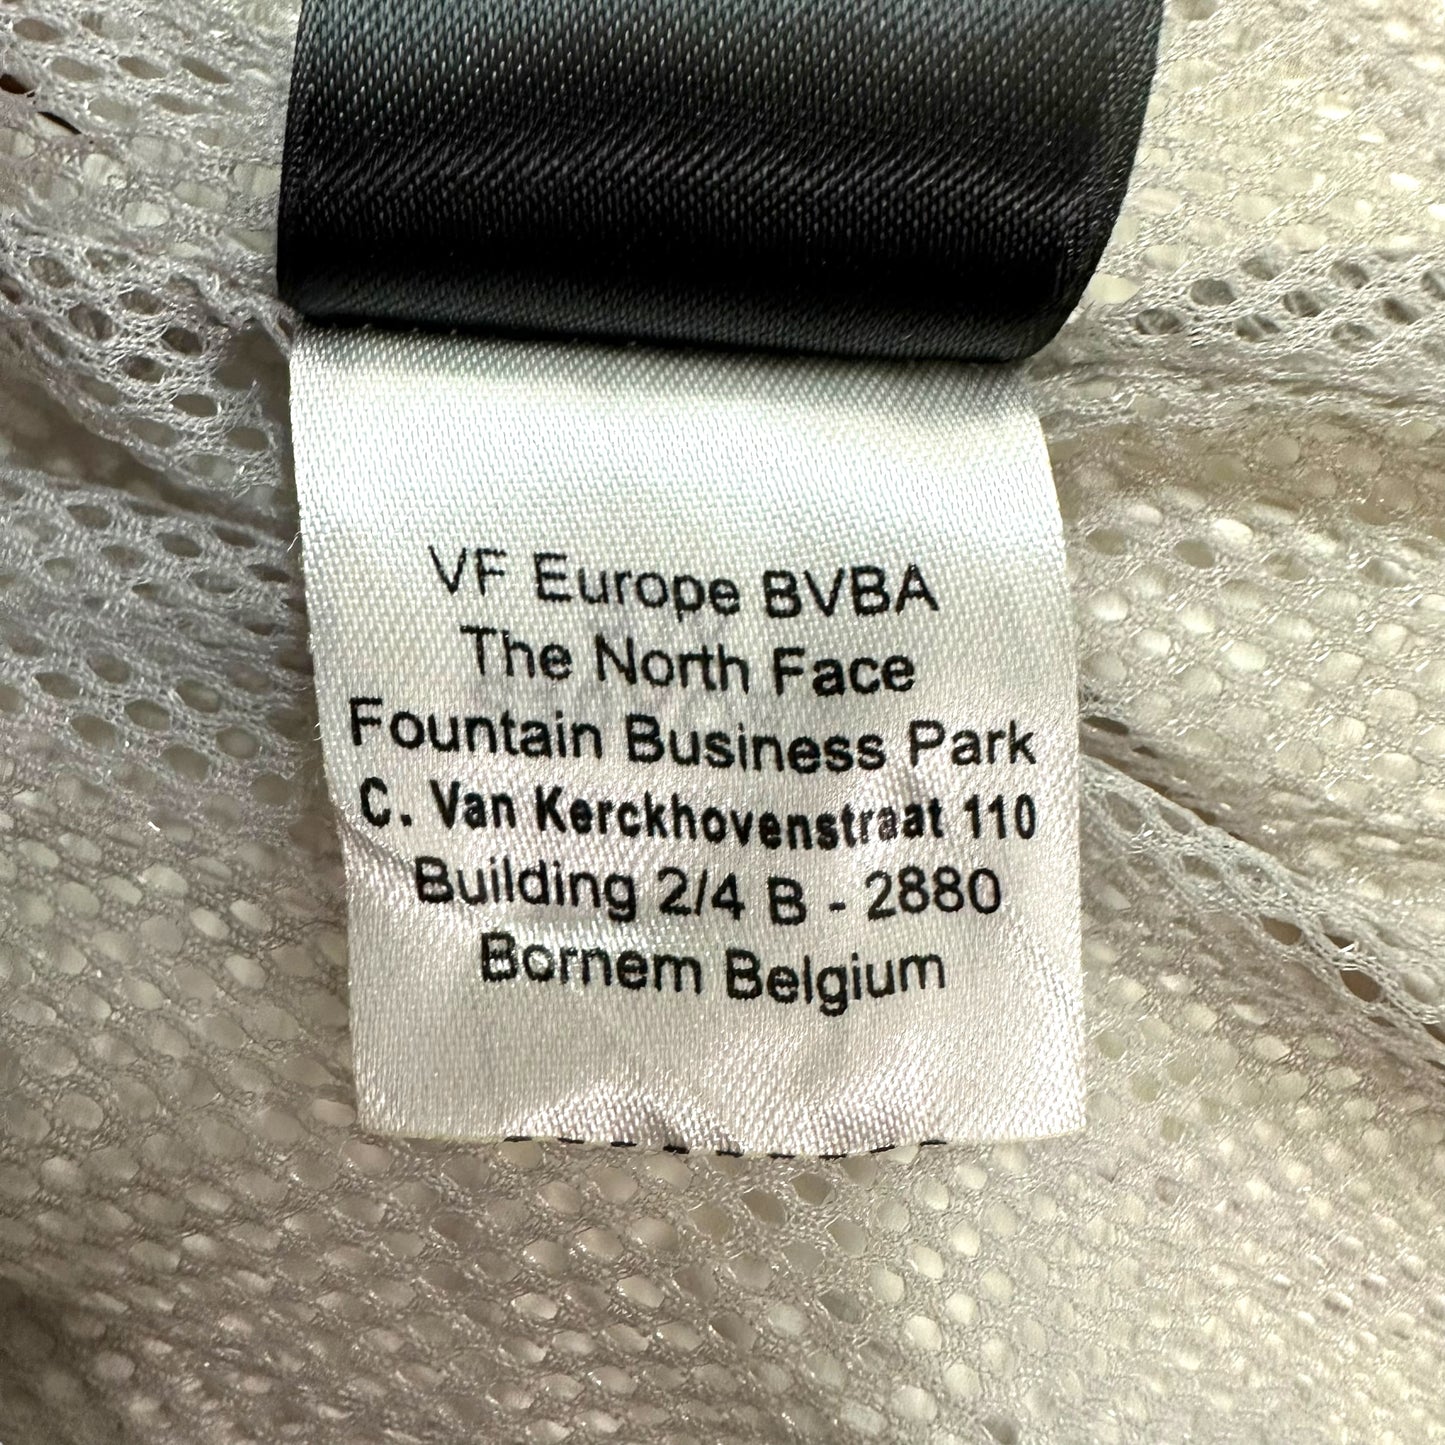 VF Europe BVBA
The North Face
Fountain Business Park
C. Van Kerckhovenstraat 110
Building 2/4 B - 2880
Bornem Belgium